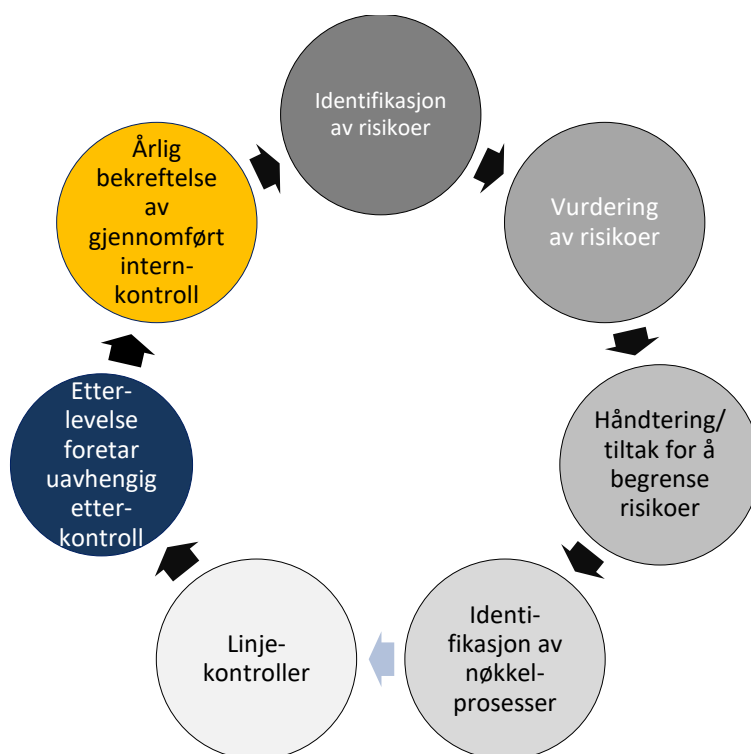 Identifikasjon
av risikoer
Vurdering
av risikoer
Håndtering/
tiltak for å
begrense
risikoer
Identi-
fikasjon av
nøkkel-
prosesser
Linje-
kontroller
Etter-
levelse
foretar
uavhengig
etter-
kontroll
Årlig
bekreftelse
av
gjennomført
intern-
kontroll